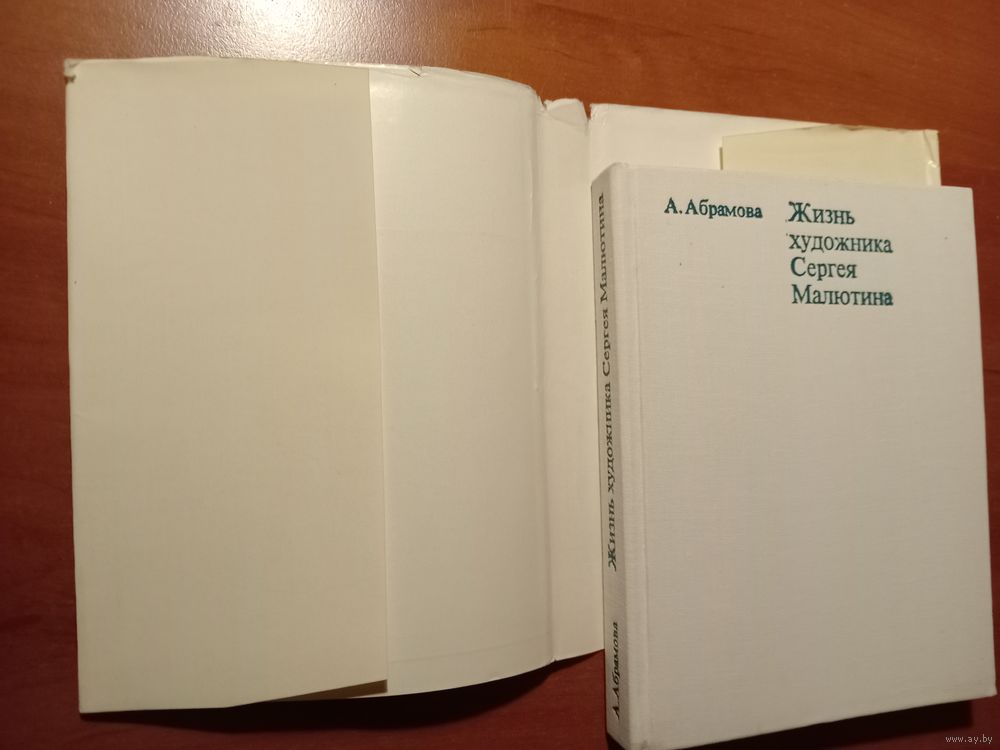 А. Абрамова
Жизнь
художника
Сергея
Малютина
А. Абрамова Жизнь художника Сергея Малютина
www.ay.by